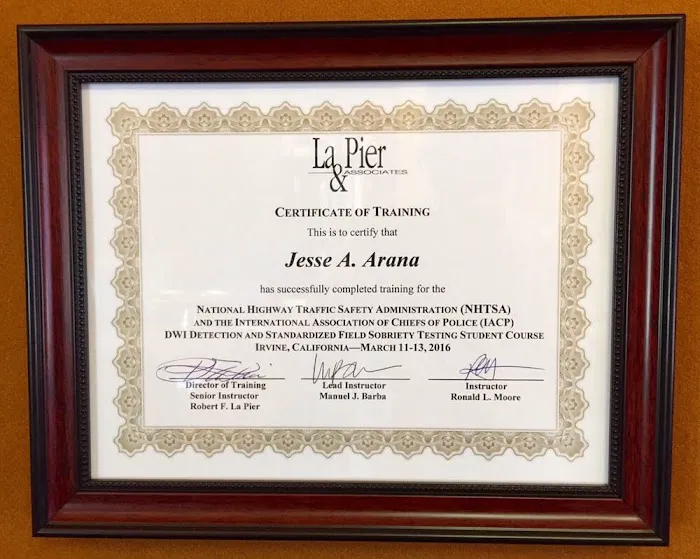 La Pier
& ASSOCIATES
CERTIFICATE OF TRAINING
This is to certify that
Jesse A. Arana
has successfully completed training for the
NATIONAL HIGHWAY TRAFFIC SAFETY ADMINISTRATION (NHTSA)
AND THE INTERNATIONAL ASSOCIATION OF CHIEFS OF POLICE (IACP)
DWI DETECTION AND STANDARDIZED FIELD SOBRIETY TESTING STUDENT COURSE
IRVINE, CALIFORNIA—MARCH 11-13, 2016
Director of Training Lead Instructor Instructor
Senior Instructor Manuel J. Barba Ronald L. Moore
Robert F. La Pier